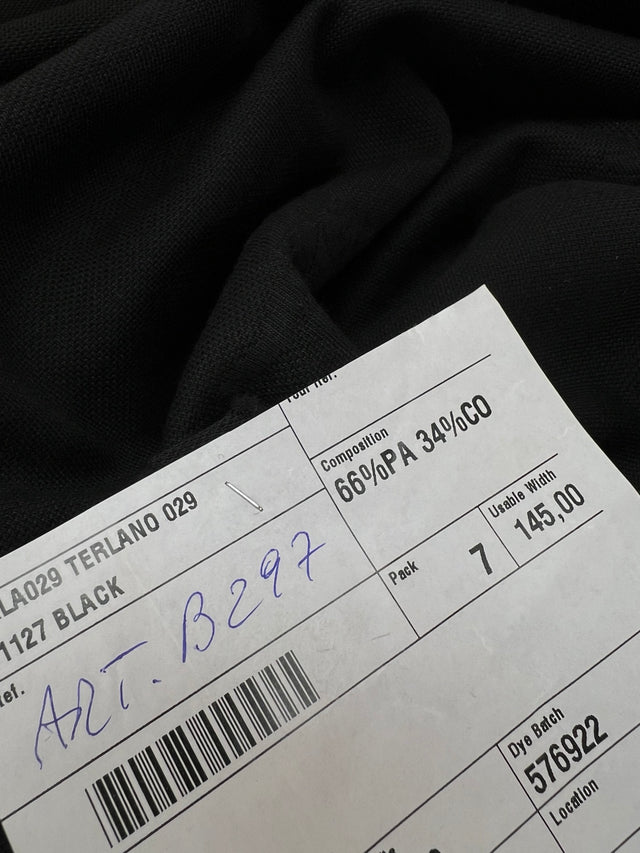 LA029 TERLANO 029
1127 BLACK
ef.
ART. B297
Your Ref.
Composition
66%PA 34%CO
Pack
7
Usable Width
145,00
Dye Batch
576922
Location